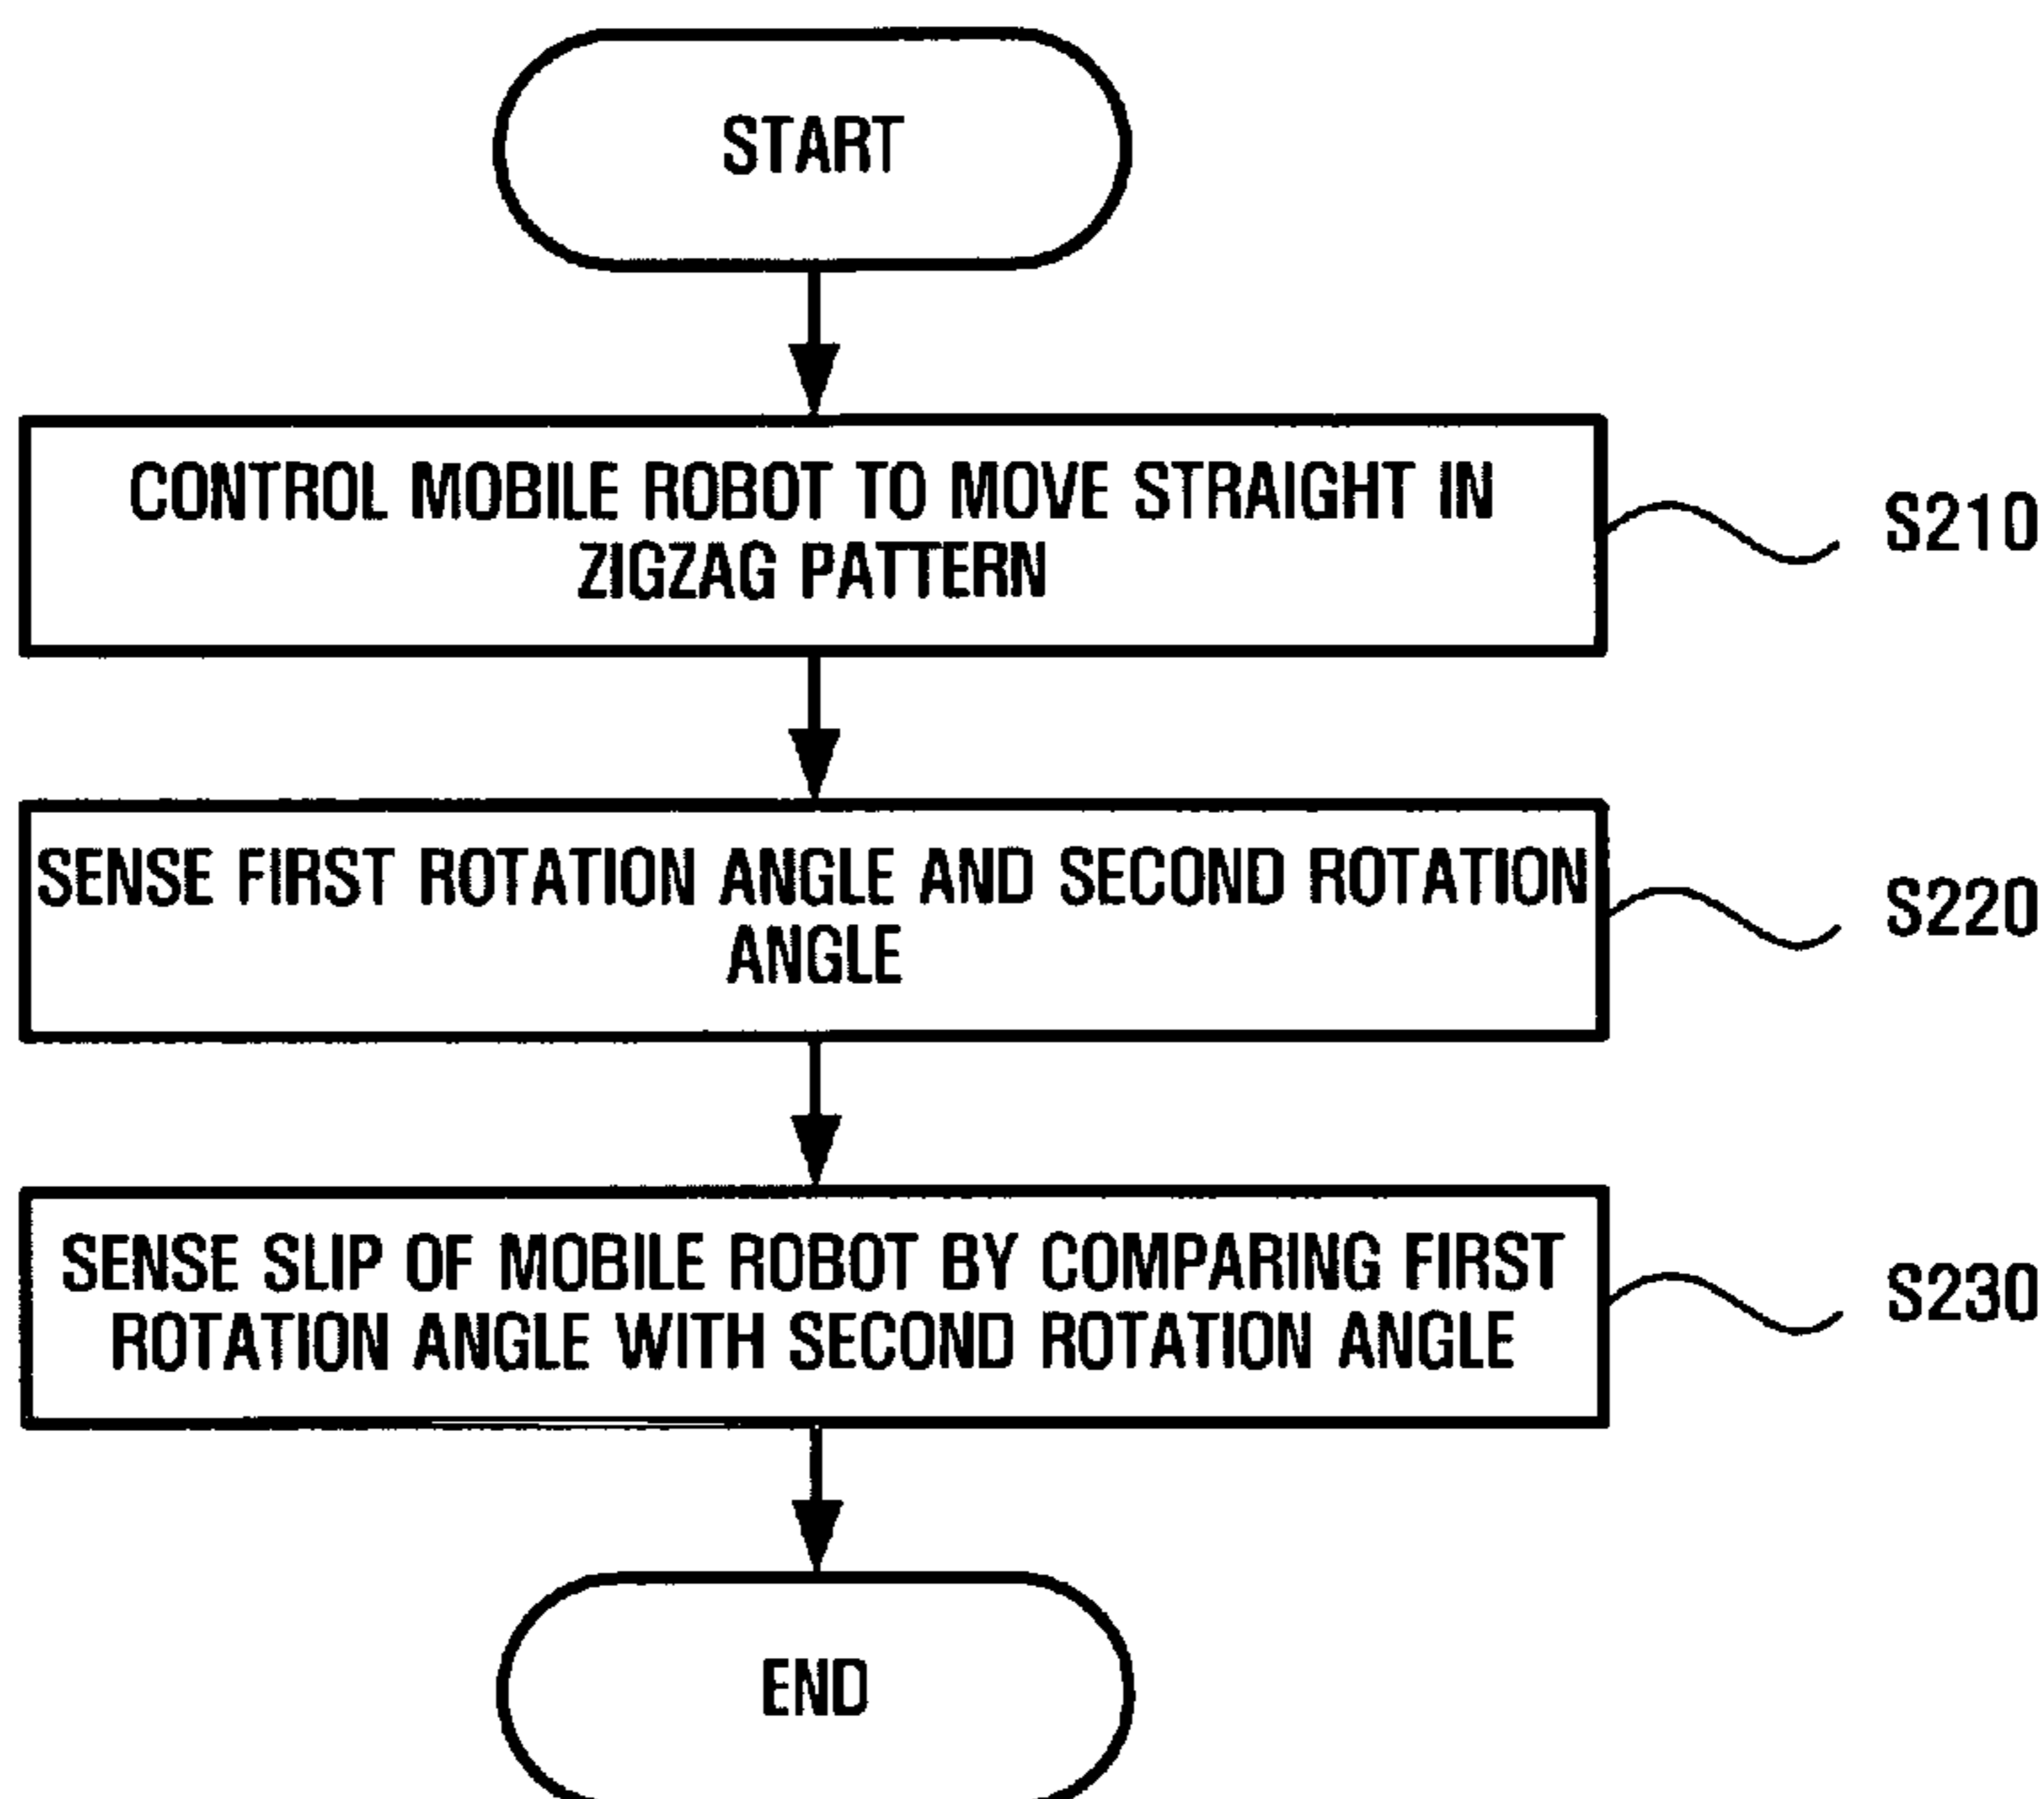 START
CONTROL MOBILE ROBOT TO MOVE STRAIGHT IN
ZIGZAG PATTERN
S210
SENSE FIRST ROTATION ANGLE AND SECOND ROTATION
ANGLE
S220
SENSE SLIP OF MOBILE ROBOT BY COMPARING FIRST
ROTATION ANGLE WITH SECOND ROTATION ANGLE
S230
END